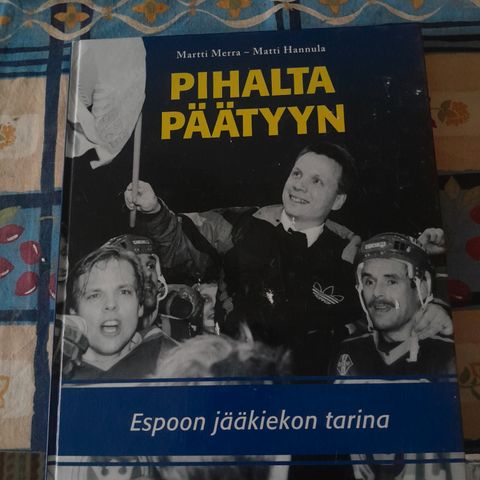 Martti Merra – Matti Hannula
PIHALTA
PÄÄTYYN
Espoon jääkiekon tarina